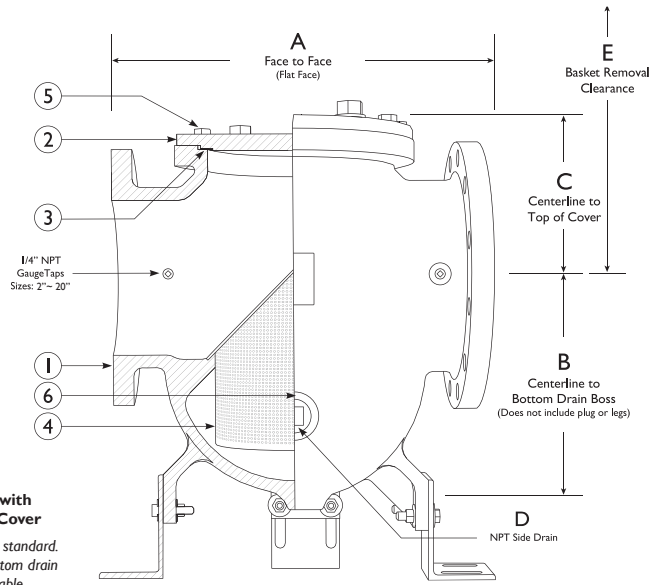 A
Face to Face
(Flat Face)
E
Basket Removal
Clearance
5
2
3
C
Centerline to
Top of Cover
1/4" NPT
GaugeTaps
Sizes: 2"~ 20"
1
B
Centerline to
Bottom Drain Boss
(Does not include plug or legs)
6
4
D
NPT Side Drain
with
Cover
standard.
tom drain
able